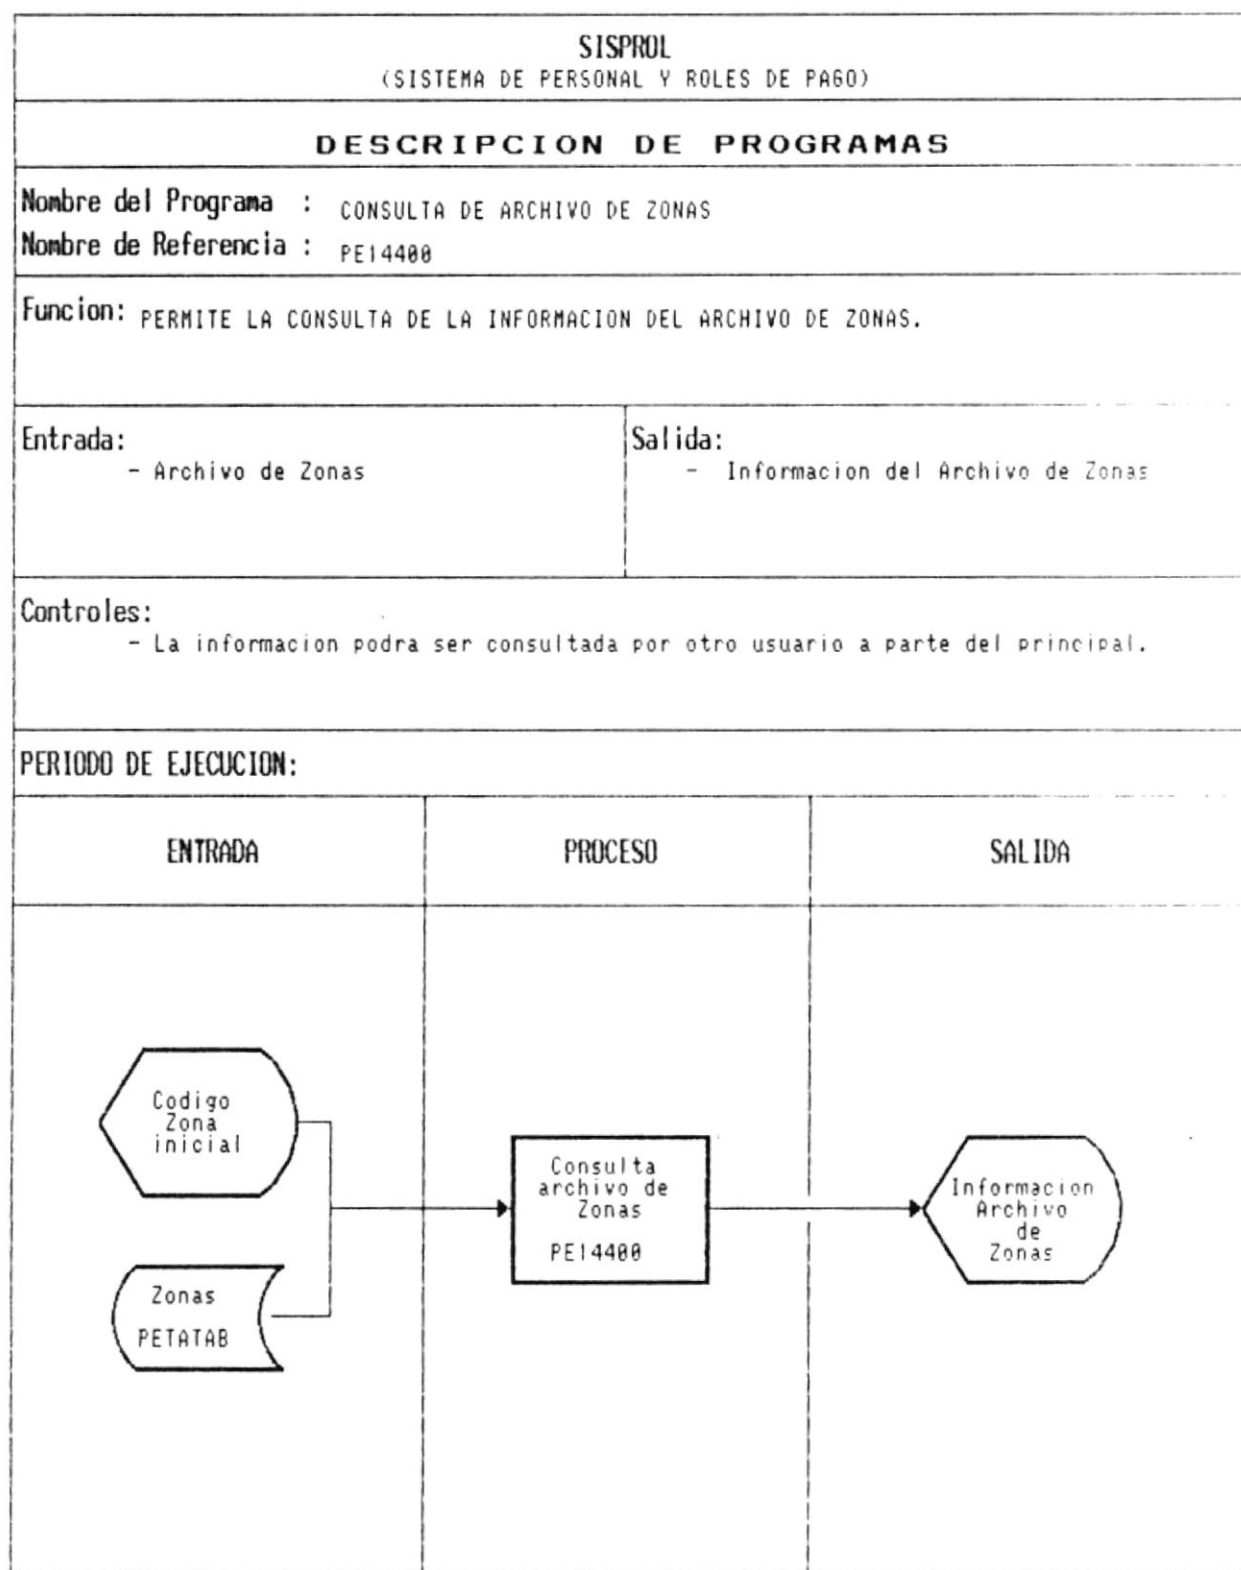 SISPROL
(SISTEMA DE PERSONAL Y ROLES DE PAGO)
DESCRIPCION DE PROGRAMAS
Nombre del Programa : CONSULTA DE ARCHIVO DE ZONAS
Nombre de Referencia : PE14400
Funcion: PERMITE LA CONSULTA DE LA INFORMACION DEL ARCHIVO DE ZONAS.
Entrada:
- Archivo de Zonas
Salida:
- Informacion del Archivo de Zonas
Controles:
- La informacion podra ser consultada por otro usuario a parte del principal.
PERIODO DE EJECUCION:
ENTRADA
PROCESO
SALIDA
Codigo
Zona
inicial
Zonas
PETATAB
Consulta
archivo de
Zonas
PE14400
Informacion
Archivo
de
Zonas